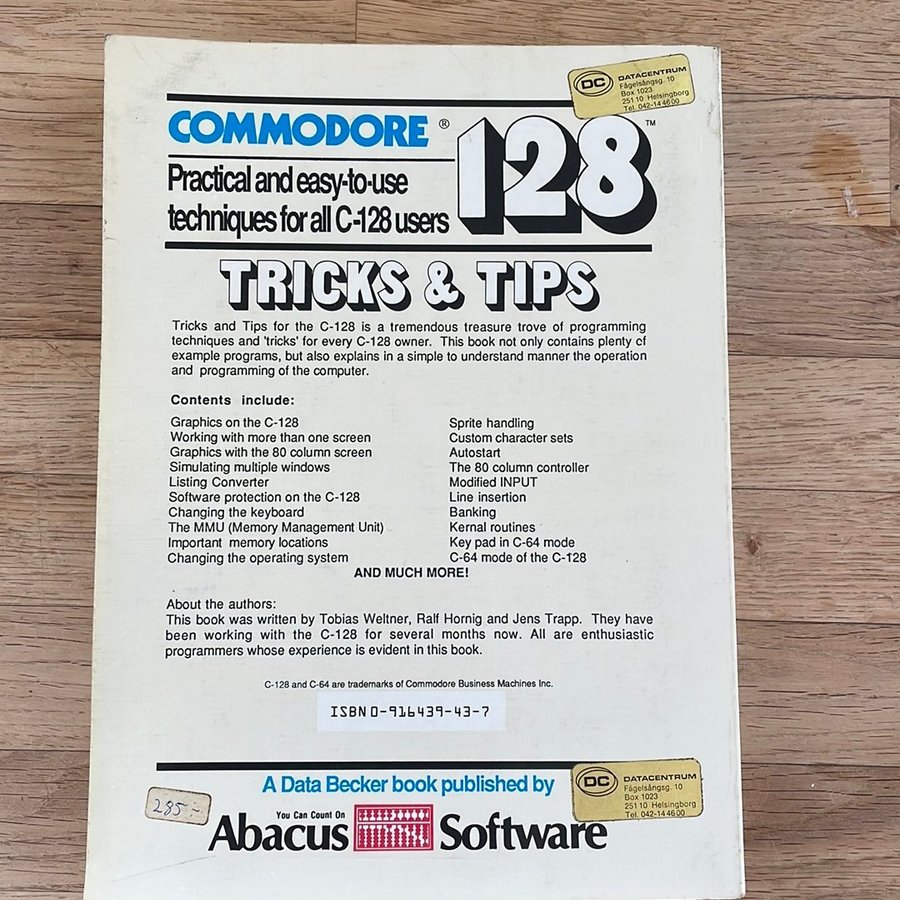 DC DATACENTRUM
Fågelsångsg. 10
Box 1023
251 10 Helsingborg
Tel. 042-14 46 00
COMMODORE ® 128 ™
Practical and easy-to-use
techniques for all C-128 users
TRICKS & TIPS
Tricks and Tips for the C-128 is a tremendous treasure trove of programming
techniques and 'tricks' for every C-128 owner. This book not only contains plenty of
example programs, but also explains in a simple to understand manner the operation
and programming of the computer.
Contents include:
Graphics on the C-128
Working with more than one screen
Graphics with the 80 column screen
Simulating multiple windows
Listing Converter
Software protection on the C-128
Changing the keyboard
The MMU (Memory Management Unit)
Important memory locations
Changing the operating system
Sprite handling
Custom character sets
Autostart
The 80 column controller
Modified INPUT
Line insertion
Banking
Kernal routines
Key pad in C-64 mode
C-64 mode of the C-128
AND MUCH MORE!
About the authors:
This book was written by Tobias Weltner, Ralf Hornig and Jens Trapp. They have
been working with the C-128 for several months now. All are enthusiastic
programmers whose experience is evident in this book.
C-128 and C-64 are trademarks of Commodore Business Machines Inc.
ISBN 0-916439-43-7
A Data Becker book published by
DC DATACENTRUM
Fågelsångsg. 10
Box 1023
251 10 Helsingborg
Tel. 042-14 46 00
285:-
You Can Count On
Abacus Software